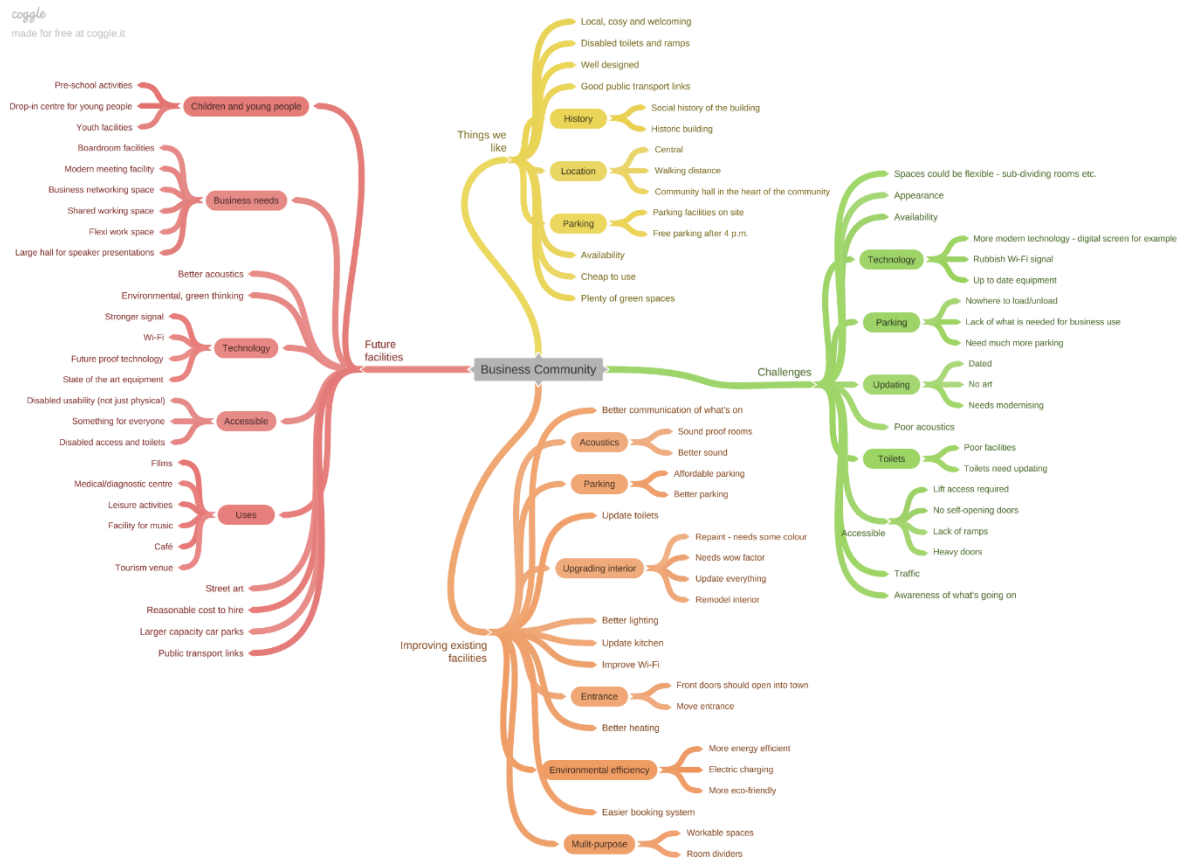 coggle
made for free at coggle.it
Business Community
Things we
like
Local, cosy and welcoming
Disabled toilets and ramps
Well designed
Good public transport links
History
Social history of the building
Historic building
Location
Central
Walking distance
Community hall in the heart of the community
Parking
Parking facilities on site
Free parking after 4 p.m.
Availability
Cheap to use
Plenty of green spaces
Challenges
Spaces could be flexible - sub-dividing rooms etc.
Appearance
Availability
Technology
More modern technology - digital screen for example
Rubbish Wi-Fi signal
Up to date equipment
Parking
Nowhere to load/unload
Lack of what is needed for business use
Need much more parking
Updating
Dated
No art
Needs modernising
Poor acoustics
Toilets
Poor facilities
Toilets need updating
Accessible
Lift access required
No self-opening doors
Lack of ramps
Heavy doors
Traffic
Awareness of what's going on
Improving existing
facilities
Better communication of what's on
Acoustics
Sound proof rooms
Better sound
Parking
Affordable parking
Better parking
Update toilets
Upgrading interior
Repaint - needs some colour
Needs wow factor
Update everything
Remodel interior
Better lighting
Update kitchen
Improve Wi-Fi
Entrance
Front doors should open into town
Move entrance
Better heating
Environmental efficiency
More energy efficient
Electric charging
More eco-friendly
Easier booking system
Mulit-purpose
Workable spaces
Room dividers
Future
facilities
Children and young people
Pre-school activities
Drop-in centre for young people
Youth facilities
Business needs
Boardroom facilities
Modern meeting facility
Business networking space
Shared working space
Flexi work space
Large hall for speaker presentations
Better acoustics
Environmental, green thinking
Technology
Stronger signal
Wi-Fi
Future proof technology
State of the art equipment
Accessible
Disabled usability (not just physical)
Something for everyone
Disabled access and toilets
Uses
FIlms
Medical/diagnostic centre
Leisure activities
Facility for music
Café
Tourism venue
Street art
Reasonable cost to hire
Larger capacity car parks
Public transport links